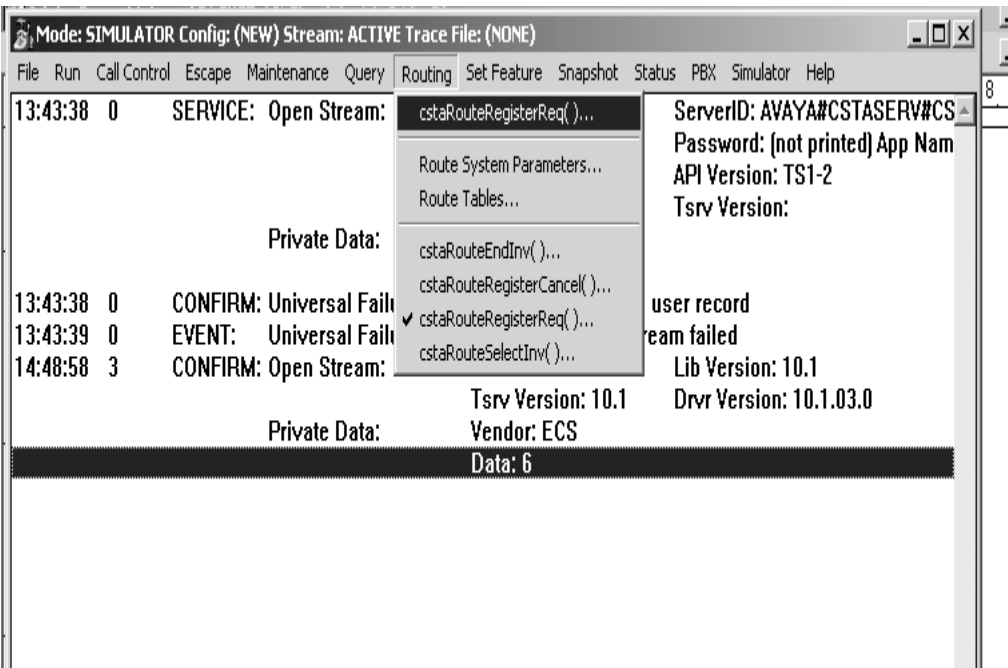 Mode: SIMULATOR Config: (NEW) Stream: ACTIVE Trace File: (NONE)
File Run Call Control Escape Maintenance Query Routing Set Feature Snapshot Status PBX Simulator Help
cstaRouteRegisterReq( )...
Route System Parameters...
Route Tables...
cstaRouteEndInv( )...
cstaRouteRegisterCancel( )...
✓ cstaRouteRegisterReq( )...
cstaRouteSelectInv( )...
13:43:38 0 SERVICE: Open Stream: ServerID: AVAYA#CSTASERV#CS
Password: (not printed) App Nam
API Version: TS1-2
Tsrv Version:
Private Data:
13:43:38 0 CONFIRM: Universal Failu user record
13:43:39 0 EVENT: Universal Failu ream failed
14:48:58 3 CONFIRM: Open Stream: Lib Version: 10.1
Tsrv Version: 10.1 Drvr Version: 10.1.03.0
Private Data: Vendor: ECS
Data: 6
8